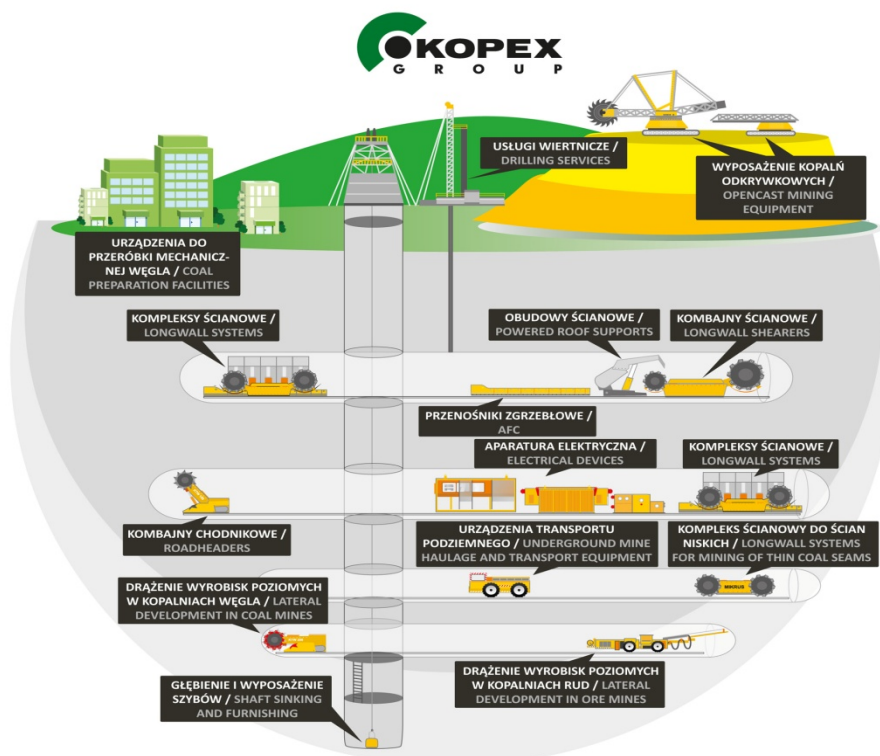 KOPEX
GROUP
USŁUGI WIERTNICZE /
DRILLING SERVICES
WYPOSAŻENIE KOPALŃ
ODKRYWKOWYCH /
OPENCAST MINING
EQUIPMENT
URZĄDZENIA DO
PRZERÓBKI MECHANICZ-
NEJ WĘGLA / COAL
PREPARATION FACILITIES
KOMPLEKSY ŚCIANOWE /
LONGWALL SYSTEMS
OBUDOWY ŚCIANOWE /
POWERED ROOF SUPPORTS
KOMBAJNY ŚCIANOWE /
LONGWALL SHEARERS
PRZENOŚNIKI ZGRZEBŁOWE /
AFC
APARATURA ELEKTRYCZNA /
ELECTRICAL DEVICES
KOMPLEKSY ŚCIANOWE /
LONGWALL SYSTEMS
KOMBAJNY CHODNIKOWE /
ROADHEADERS
URZĄDZENIA TRANSPORTU
PODZIEMNEGO / UNDERGROUND MINE
HAULAGE AND TRANSPORT EQUIPMENT
KOMPLEKS ŚCIANOWY DO ŚCIAN
NISKICH / LONGWALL SYSTEMS
FOR MINING OF THIN COAL SEAMS
MIKRUS
DRĄŻENIE WYROBISK POZIOMYCH
W KOPALNIACH WĘGLA / LATERAL
DEVELOPMENT IN COAL MINES
DRĄŻENIE WYROBISK POZIOMYCH
W KOPALNIACH RUD / LATERAL
DEVELOPMENT IN ORE MINES
GŁĘBIENIE I WYPOSAŻENIE
SZYBÓW / SHAFT SINKING
AND FURNISHING